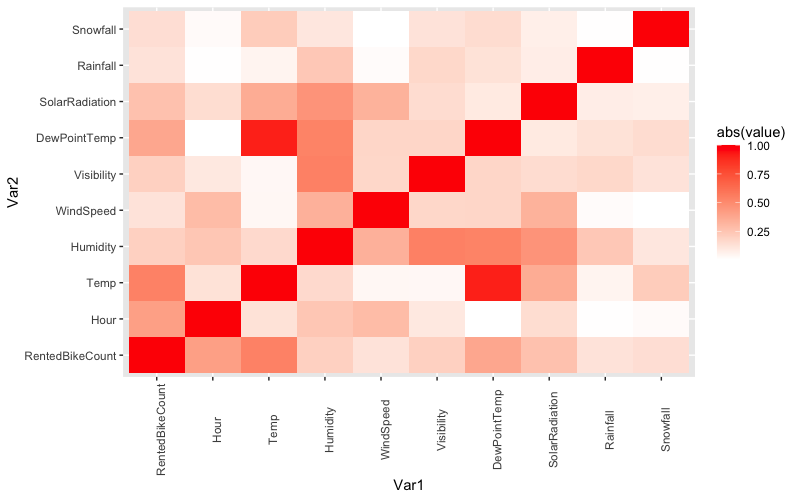 Snowfall
Rainfall
SolarRadiation
DewPointTemp
Visibility
WindSpeed
Humidity
Temp
Hour
RentedBikeCount
Var2
RentedBikeCount
Hour
Temp
Humidity
WindSpeed
Visibility
DewPointTemp
SolarRadiation
Rainfall
Snowfall
Var1
abs(value)
1.00
0.75
0.50
0.25